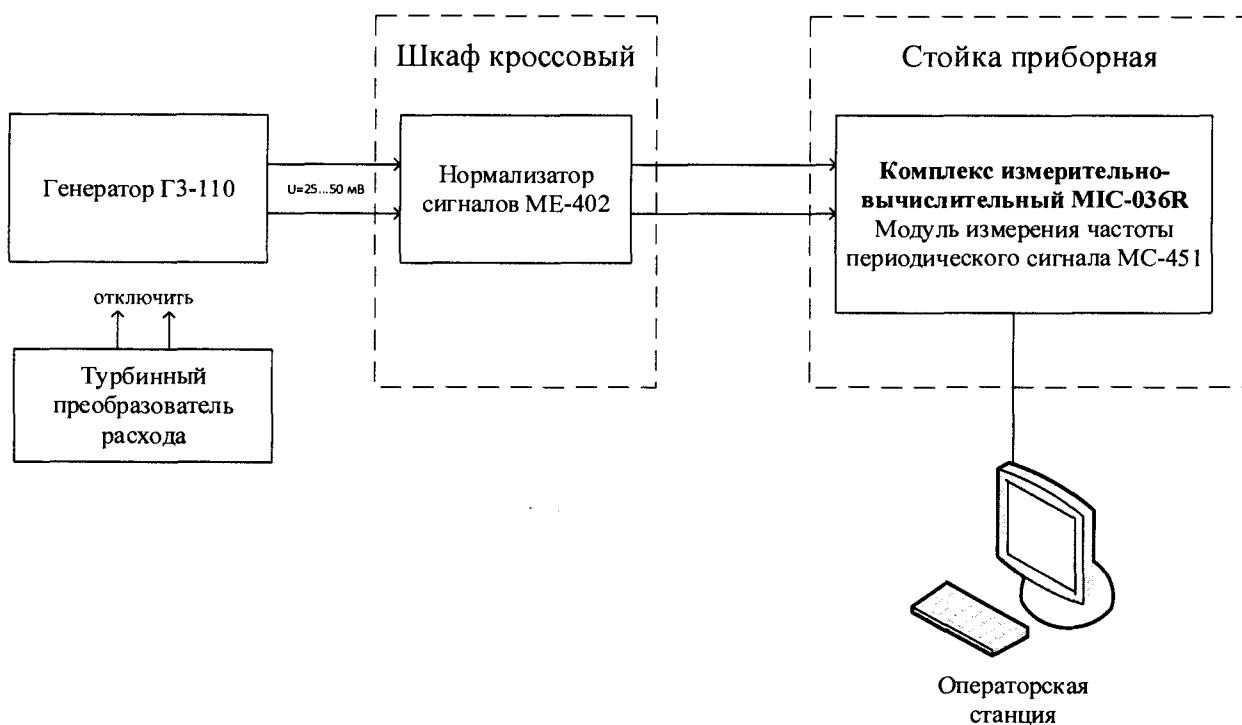 Шкаф кроссовый
Стойка приборная
Генератор ГЗ-110
U=25...50 мВ
Нормализатор
сигналов МЕ-402
Комплекс измерительно-
вычислительный MIC-036R
Модуль измерения частоты
периодического сигнала МС-451
отключить
Турбинный
преобразователь
расхода
Операторская
станция